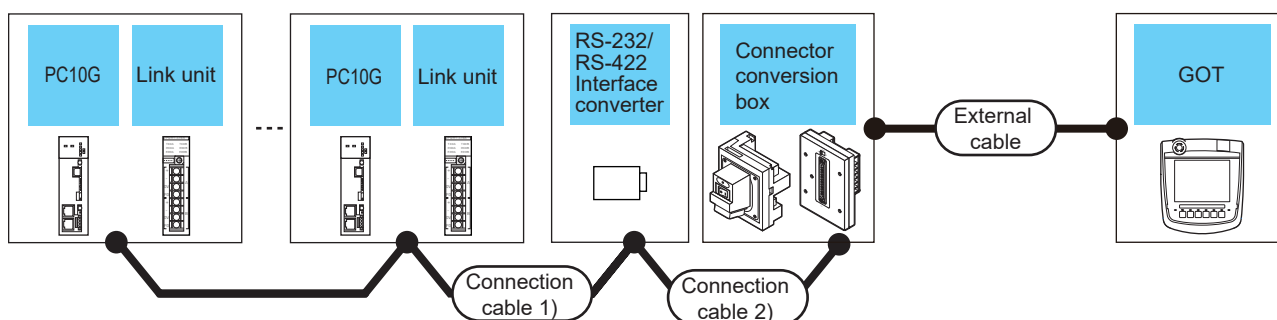 PC10G
Link unit
PC10G
Link unit
RS-232/
RS-422
Interface
converter
Connector
conversion
box
GOT
External
cable
Connection
cable 1)
Connection
cable 2)